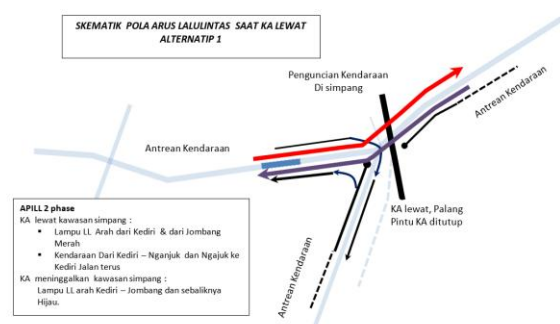 SKEMATIK POLA ARUS LALULINTAS SAAT KA LEWAT
ALTERNATIP 1
Penguncian Kendaraan
Di simpang
Antrean Kendaraan
Antrean Kendaraan
KA lewat, Palang
Pintu KA ditutup
Antrean Kendaraan
APILL 2 phase
KA lewat kawasan simpang :
▪ Lampu LL Arah dari Kediri & dari Jombang
Merah
▪ Kendaraan Dari Kediri – Nganjuk dan Ngajuk ke
Kediri Jalan terus
KA meninggalkan kawasan simpang :
Lampu LL arah Kediri – Jombang dan sebaliknya
Hijau.